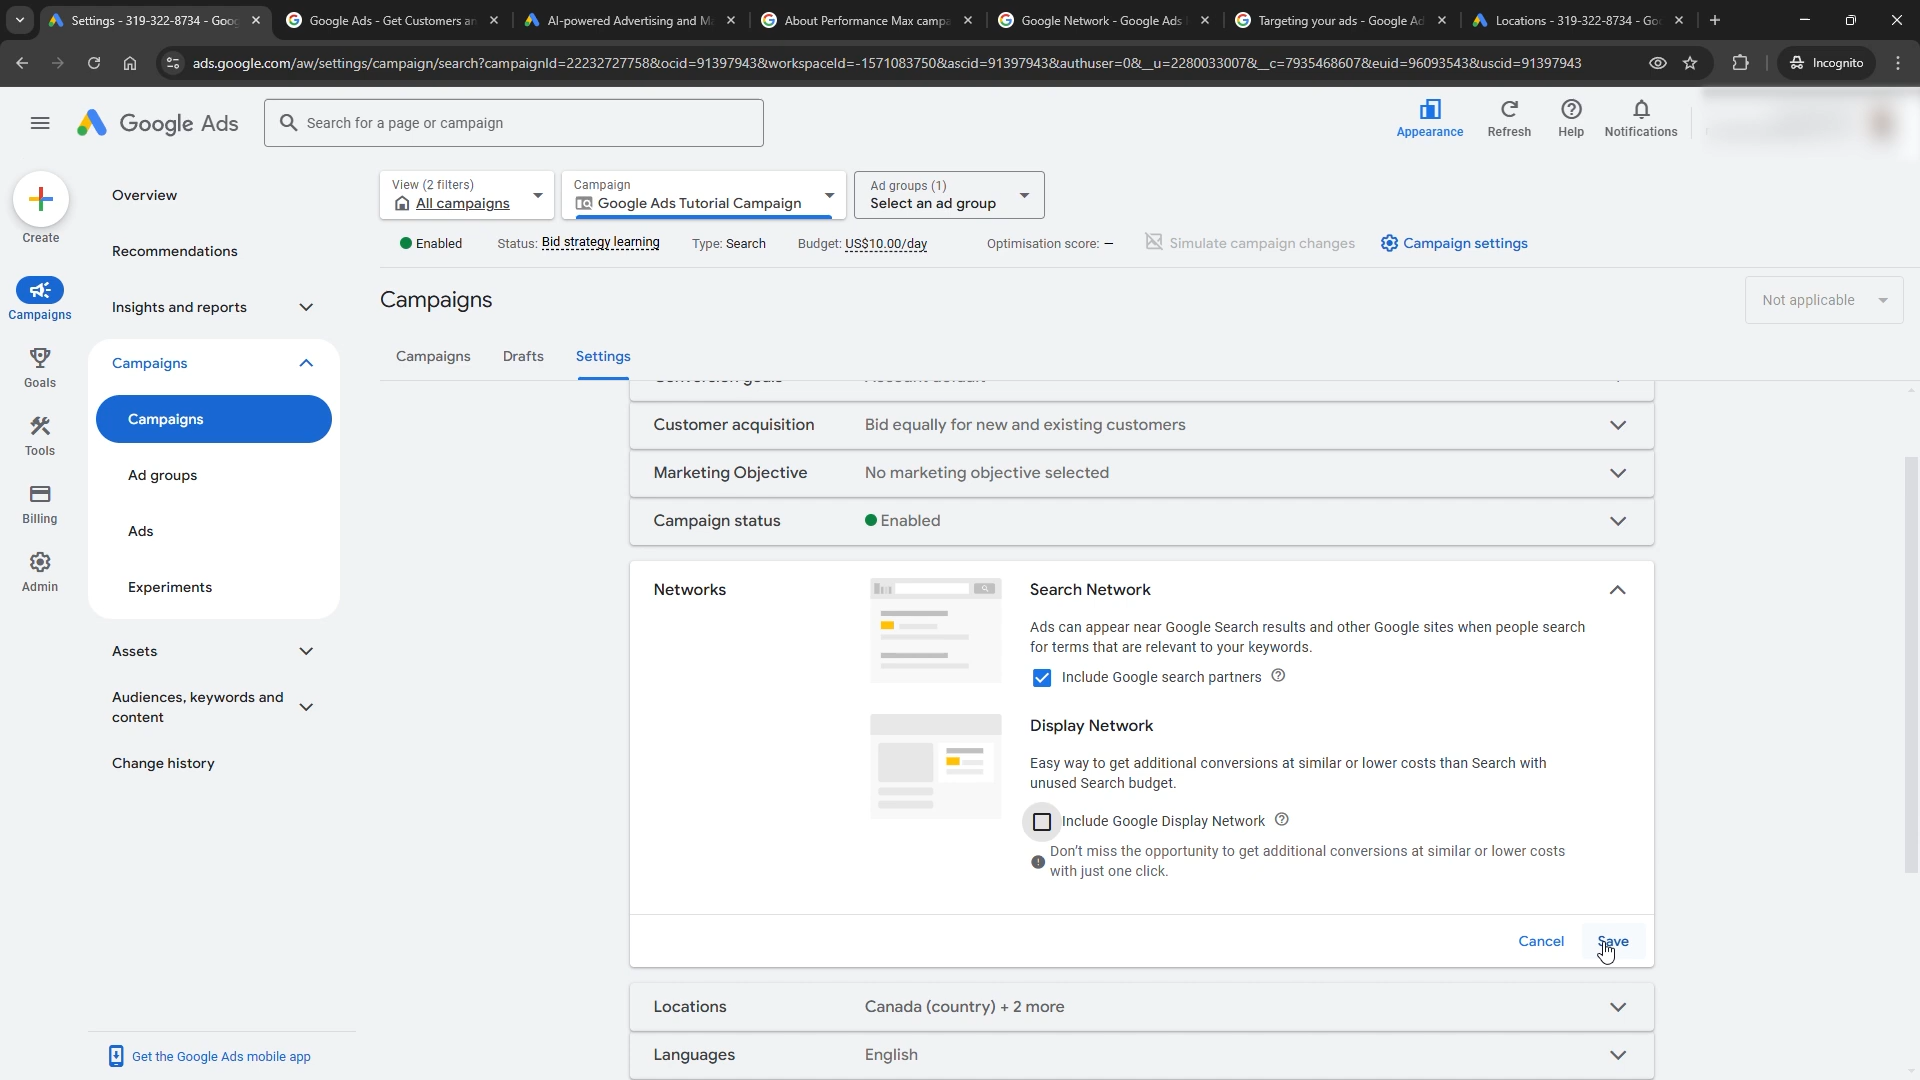 Settings - 319-322-8734 - Goo
Google Ads - Get Customers an
AI-powered Advertising and M
About Performance Max campa
Google Network - Google Ads
Targeting your ads - Google Ad
Locations - 319-322-8734 - Go
ads.google.com/aw/settings/campaign/search?campaignId=22232727758&ocid=91397943&workspaceId=-1571083750&ascid=91397943&authuser=0&__u=2280033007&__c=7935468607&euid=96093543&uscid=91397943
Incognito
Google Ads
Search for a page or campaign
Appearance
Refresh
Help
Notifications
Create
Campaigns
Goals
Tools
Billing
Admin
Overview
Recommendations
Insights and reports
Campaigns
Campaigns
Ad groups
Ads
Experiments
Assets
Audiences, keywords and
content
Change history
Get the Google Ads mobile app
View (2 filters)
All campaigns
Campaign
Google Ads Tutorial Campaign
Ad groups (1)
Select an ad group
Enabled
Status: Bid strategy learning
Type: Search
Budget: US$10.00/day
Optimisation score: –
Simulate campaign changes
Campaign settings
Campaigns
Not applicable
Campaigns
Drafts
Settings
Customer acquisition
Bid equally for new and existing customers
Marketing Objective
No marketing objective selected
Campaign status
Enabled
Networks
Search Network
Ads can appear near Google Search results and other Google sites when people search
for terms that are relevant to your keywords.
Include Google search partners
Display Network
Easy way to get additional conversions at similar or lower costs than Search with
unused Search budget.
Include Google Display Network
Don't miss the opportunity to get additional conversions at similar or lower costs
with just one click.
Cancel
Save
Locations
Canada (country) + 2 more
Languages
English